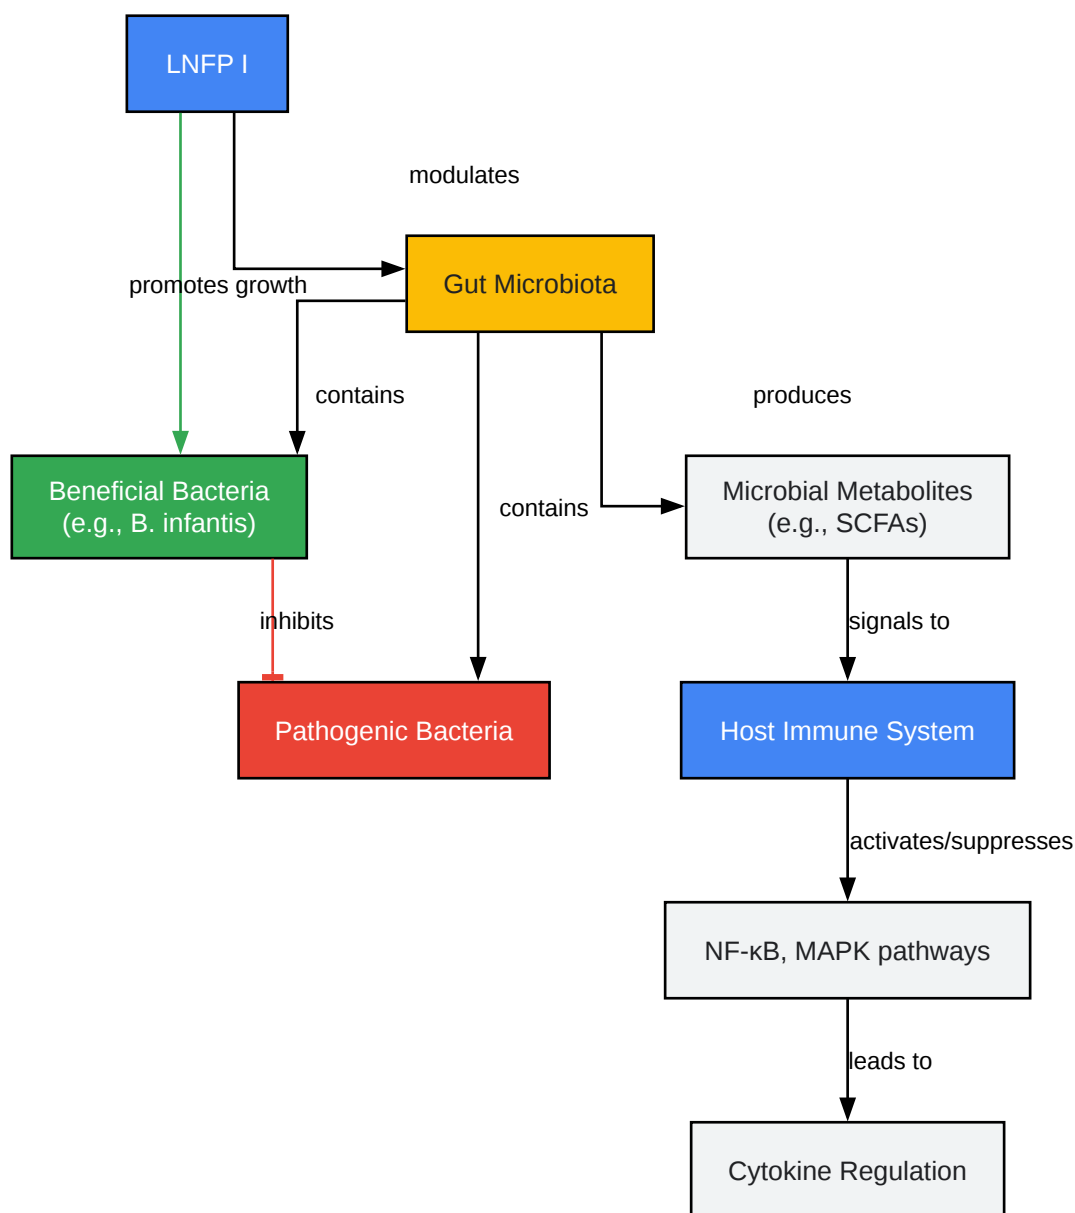 LNFP I
modulates
promotes growth
Gut Microbiota
contains
produces
Beneficial Bacteria
(e.g., B. infantis)
contains
Microbial Metabolites
(e.g., SCFAs)
inhibits
signals to
Pathogenic Bacteria
Host Immune System
activates/suppresses
NF-κB, MAPK pathways
leads to
Cytokine Regulation